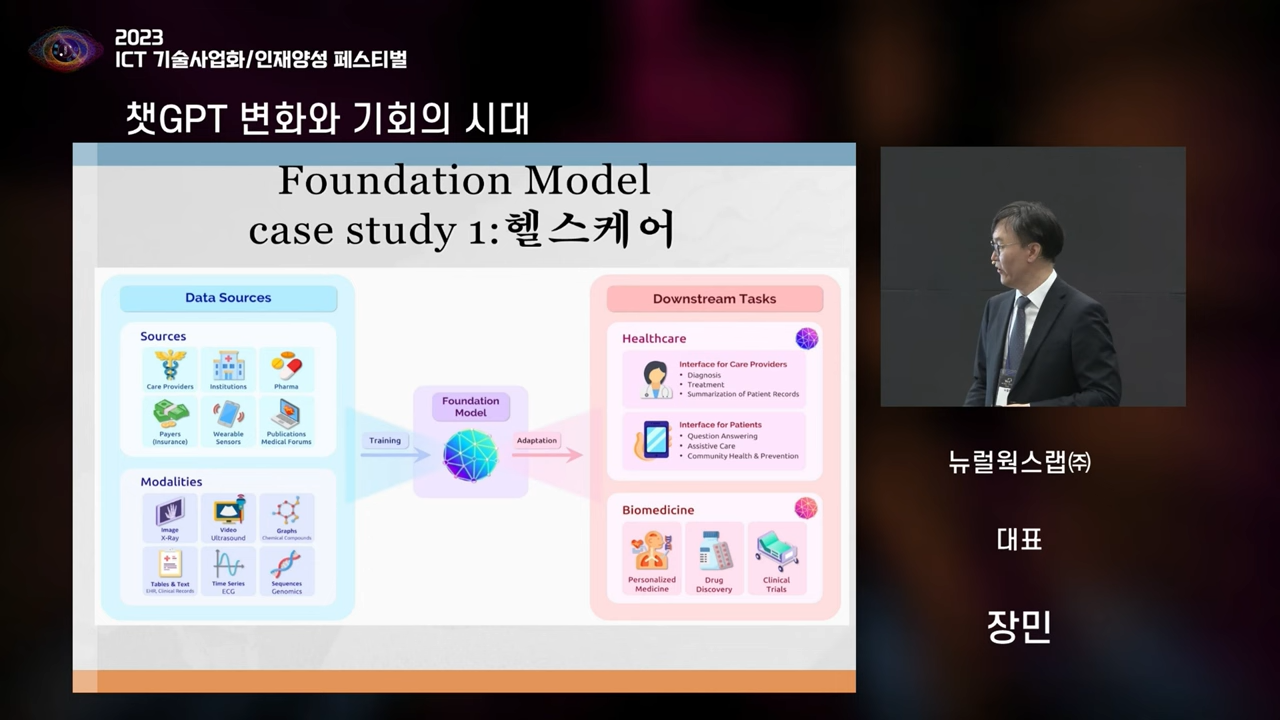 2023
ICT 기술사업화/인재양성 페스티벌
챗GPT 변화와 기회의 시대
Foundation Model
case study 1:헬스케어
Data Sources
Sources
Care Providers
Institutions
Pharma
Payers
(Insurance)
Wearable
Sensors
Publications
Medical Forums
Modalities
Image
X-Ray
Video
Ultrasound
Graphs
Chemical Compounds
Tables & Text
EHR, Clinical Records
Time Series
ECG
Sequences
Genomics
Training
Foundation
Model
Adaptation
Downstream Tasks
Healthcare
Interface for Care Providers
• Diagnosis
• Treatment
• Summarization of Patient Records
Interface for Patients
• Question Answering
• Assistive Care
• Community Health & Prevention
Biomedicine
Personalized
Medicine
Drug
Discovery
Clinical
Trials
뉴럴웍스랩㈜
대표
장민